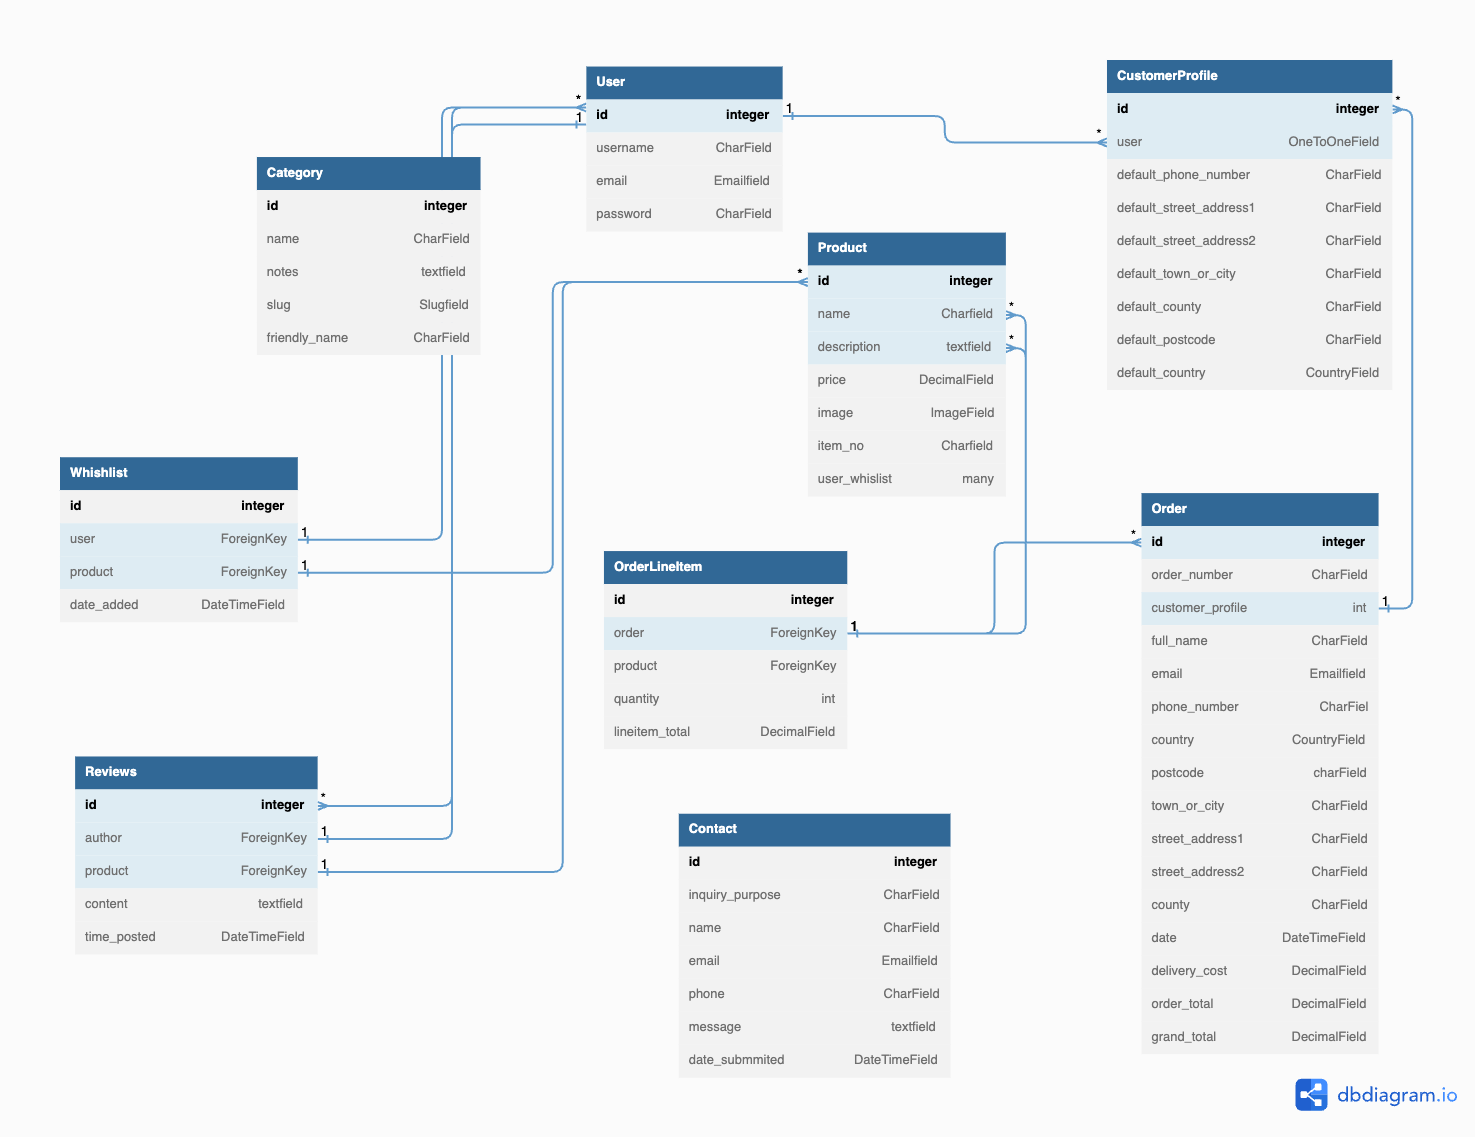 User
id integer
username CharField
email Emailfield
password CharField
* 1 1
CustomerProfile
id integer
user OneToOneField
default_phone_number CharField
default_street_address1 CharField
default_street_address2 CharField
default_town_or_city CharField
default_county CharField
default_postcode CharField
default_country CountryField
* *
Category
id integer
name CharField
notes textfield
slug Slugfield
friendly_name CharField
Product
id integer
name Charfield
description textfield
price DecimalField
image ImageField
item_no Charfield
user_whislist many
* * *
Whishlist
id integer
user ForeignKey
product ForeignKey
date_added DateTimeField
1 1
OrderLineItem
id integer
order ForeignKey
product ForeignKey
quantity int
lineitem_total DecimalField
1
Order
id integer
order_number CharField
customer_profile int
full_name CharField
email Emailfield
phone_number CharFiel
country CountryField
postcode charField
town_or_city CharField
street_address1 CharField
street_address2 CharField
county CharField
date DateTimeField
delivery_cost DecimalField
order_total DecimalField
grand_total DecimalField
* 1
Reviews
id integer
author ForeignKey
product ForeignKey
content textfield
time_posted DateTimeField
* 1 1
Contact
id integer
inquiry_purpose CharField
name CharField
email Emailfield
phone CharField
message textfield
date_submmited DateTimeField
dbdiagram.io